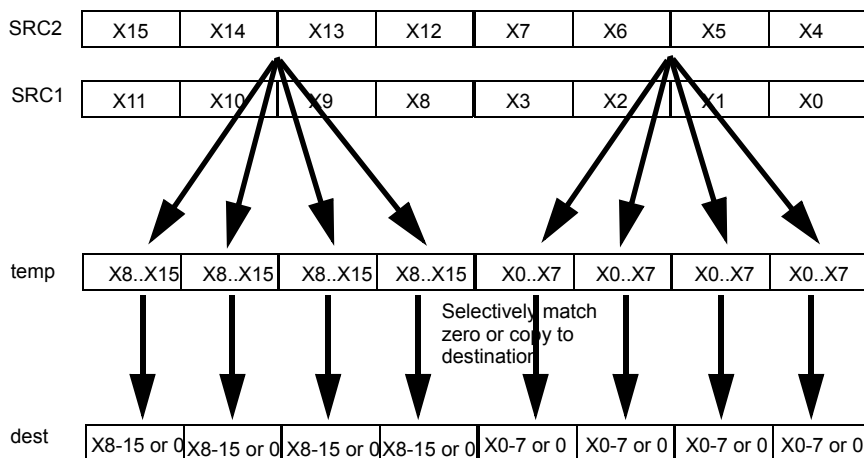 SRC2 X15 X14 X13 X12 X7 X6 X5 X4
SRC1 X11 X10 X9 X8 X3 X2 X1 X0
temp X8..X15 X8..X15 X8..X15 X8..X15 X0..X7 X0..X7 X0..X7 X0..X7
Selectively match
zero or copy to
destination
dest X8-15 or 0 X8-15 or 0 X8-15 or 0 X8-15 or 0 X0-7 or 0 X0-7 or 0 X0-7 or 0 X0-7 or 0